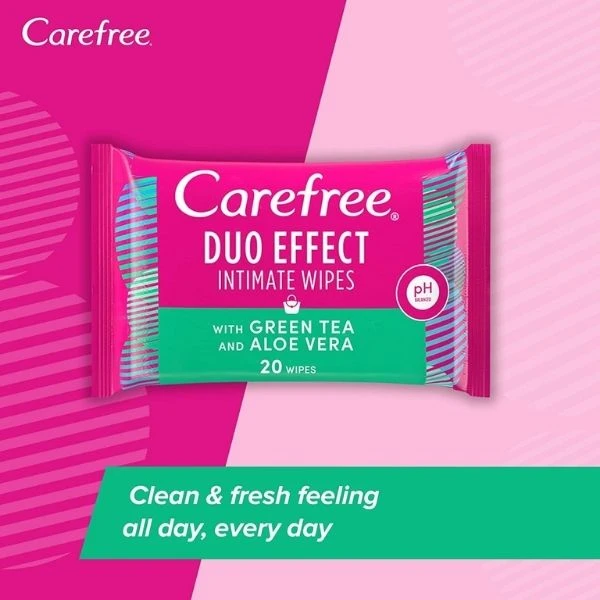 Carefree®
Carefree®
DUO EFFECT
INTIMATE WIPES
pH
BALANCED
WITH GREEN TEA
AND ALOE VERA
20 WIPES
Clean & fresh feeling
all day, every day